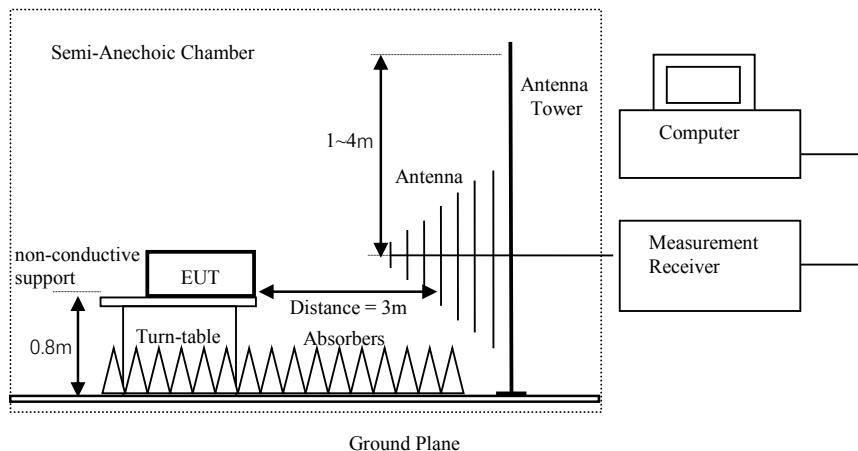 Semi-Anechoic Chamber
Antenna
Tower
Computer
1~4m
Antenna
non-conductive
support
EUT
Measurement
Receiver
Distance = 3m
0.8m
Turn-table
Absorbers
Ground Plane